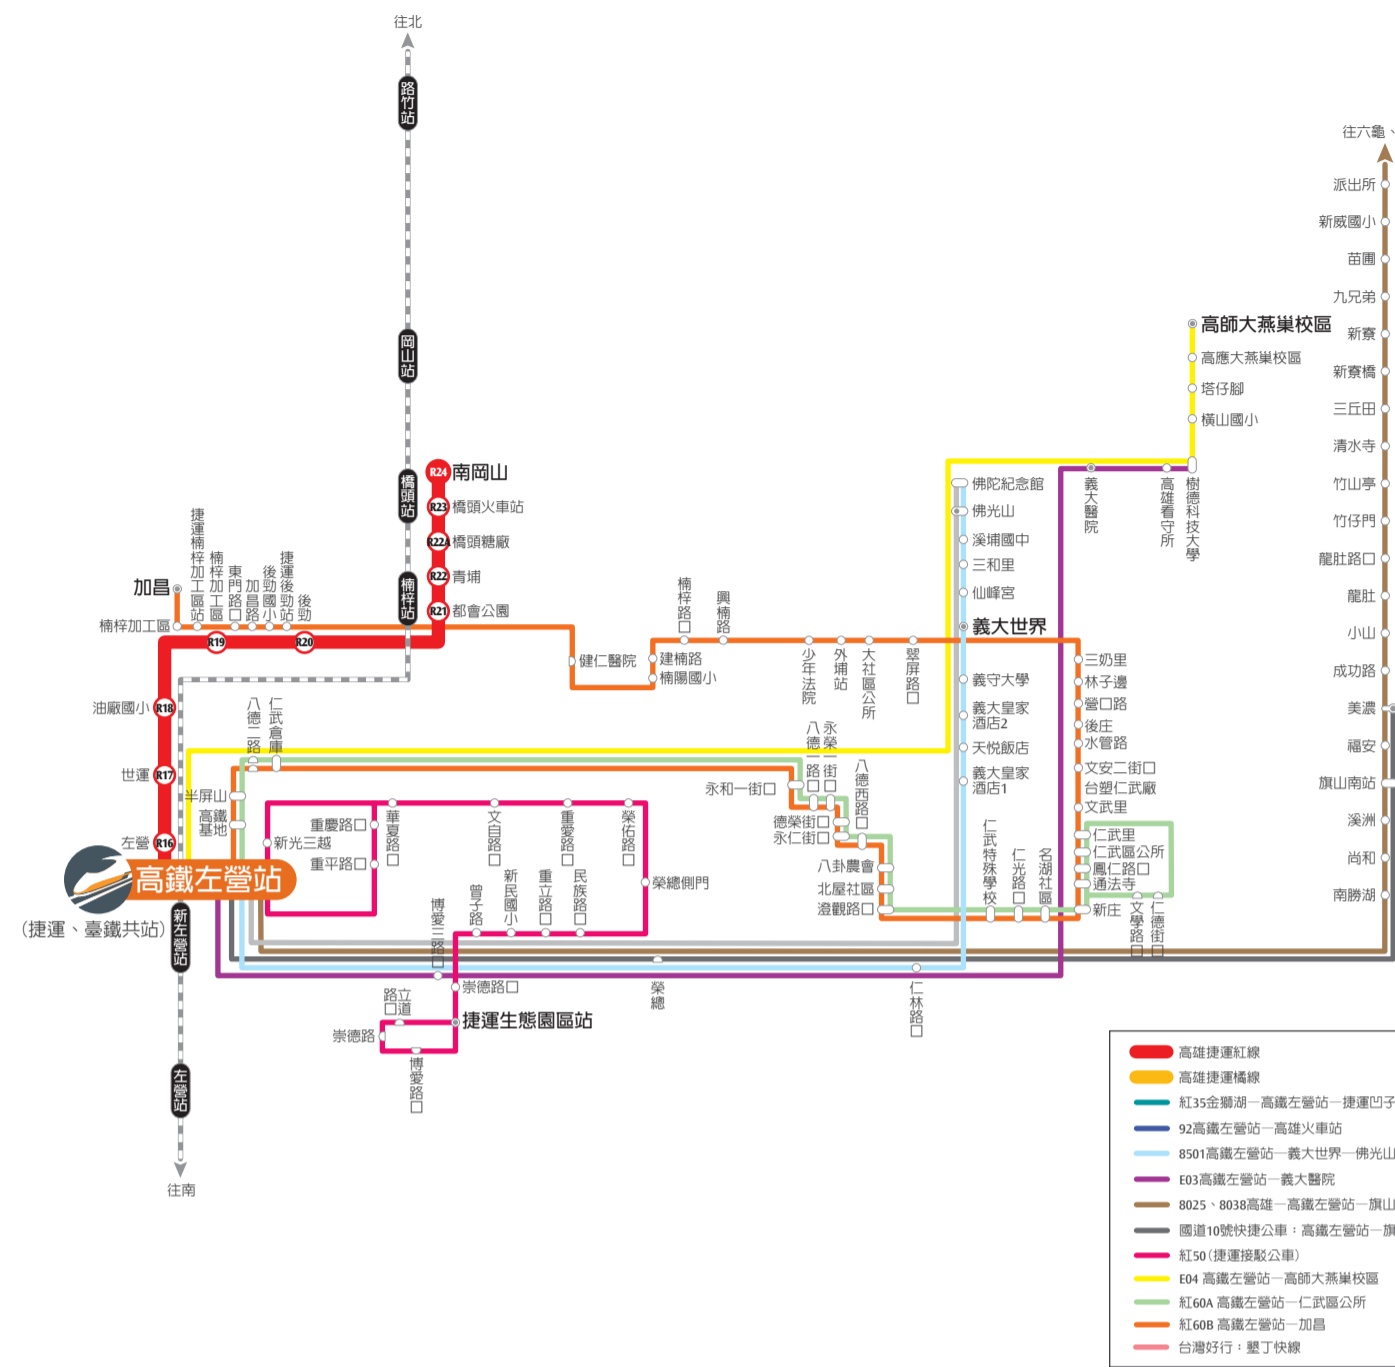 往北
路竹站
岡山站
橋頭站
楠梓站
R24 南岡山
R23 橋頭火車站
R22A 橋頭糖廠
R22 青埔
R21 都會公園
加昌
楠梓加工區
捷運楠梓加工區站
楠梓加工區
東門路口
加昌路
後勁國小
捷運後勁站
後勁
R19
R20
油廠國小 R18
世運 R17
左營 R16
高鐵左營站
(捷運、臺鐵共站)
新左營站
左營站
往南
半屏山
高鐵
基地
八德二路
仁武倉庫
健仁醫院
建楠路
楠陽國小
楠梓路口
興楠路
少年法院
外埔站
大社區公所
翠屏路口
三奶里
林子邊
營口路
後庄
水管路
文安二街口
台塑仁武廠
文武里
仁武里
仁武區公所
鳳仁路口
通法寺
新庄
文學路口
仁德街口
永和一街口
八德一路口
永榮一街口
德榮街口
永仁街口
八德西路口
八卦農會
北屋社區
澄觀路口
仁武特殊學校
仁光路口
名湖社區
新光三越
重慶路口
重平路口
華夏路口
文自路口
重愛路口
榮佑路口
榮總側門
曾子路
新民國小
重立路口
民族路口
博愛三路口
崇德路口
捷運生態園區站
路口
立道
崇德路
博愛路口
榮總
仁林路口
佛陀紀念館
佛光山
溪埔國中
三和里
仙峰宮
義大世界
義守大學
義大皇家
酒店2
天悅飯店
義大皇家
酒店1
高師大燕巢校區
高應大燕巢校區
塔仔腳
橫山國小
義大醫院
高雄看守所
樹德科技大學
往六龜、
派出所
新威國小
苗圃
九兄弟
新寮
新寮橋
三丘田
清水寺
竹山亭
竹仔門
龍肚路口
龍肚
小山
成功路
美濃
福安
旗山南站
溪洲
尚和
南勝湖
高雄捷運紅線
高雄捷運橘線
紅35金獅湖—高鐵左營站—捷運凹子
92高鐵左營站—高雄火車站
8501高鐵左營站—義大世界—佛光山
E03高鐵左營站—義大醫院
8025、8038高雄—高鐵左營站—旗山
國道10號快捷公車：高鐵左營站—旗
紅50(捷運接駁公車)
E04 高鐵左營站—高師大燕巢校區
紅60A 高鐵左營站—仁武區公所
紅60B 高鐵左營站—加昌
台灣好行：墾丁快線